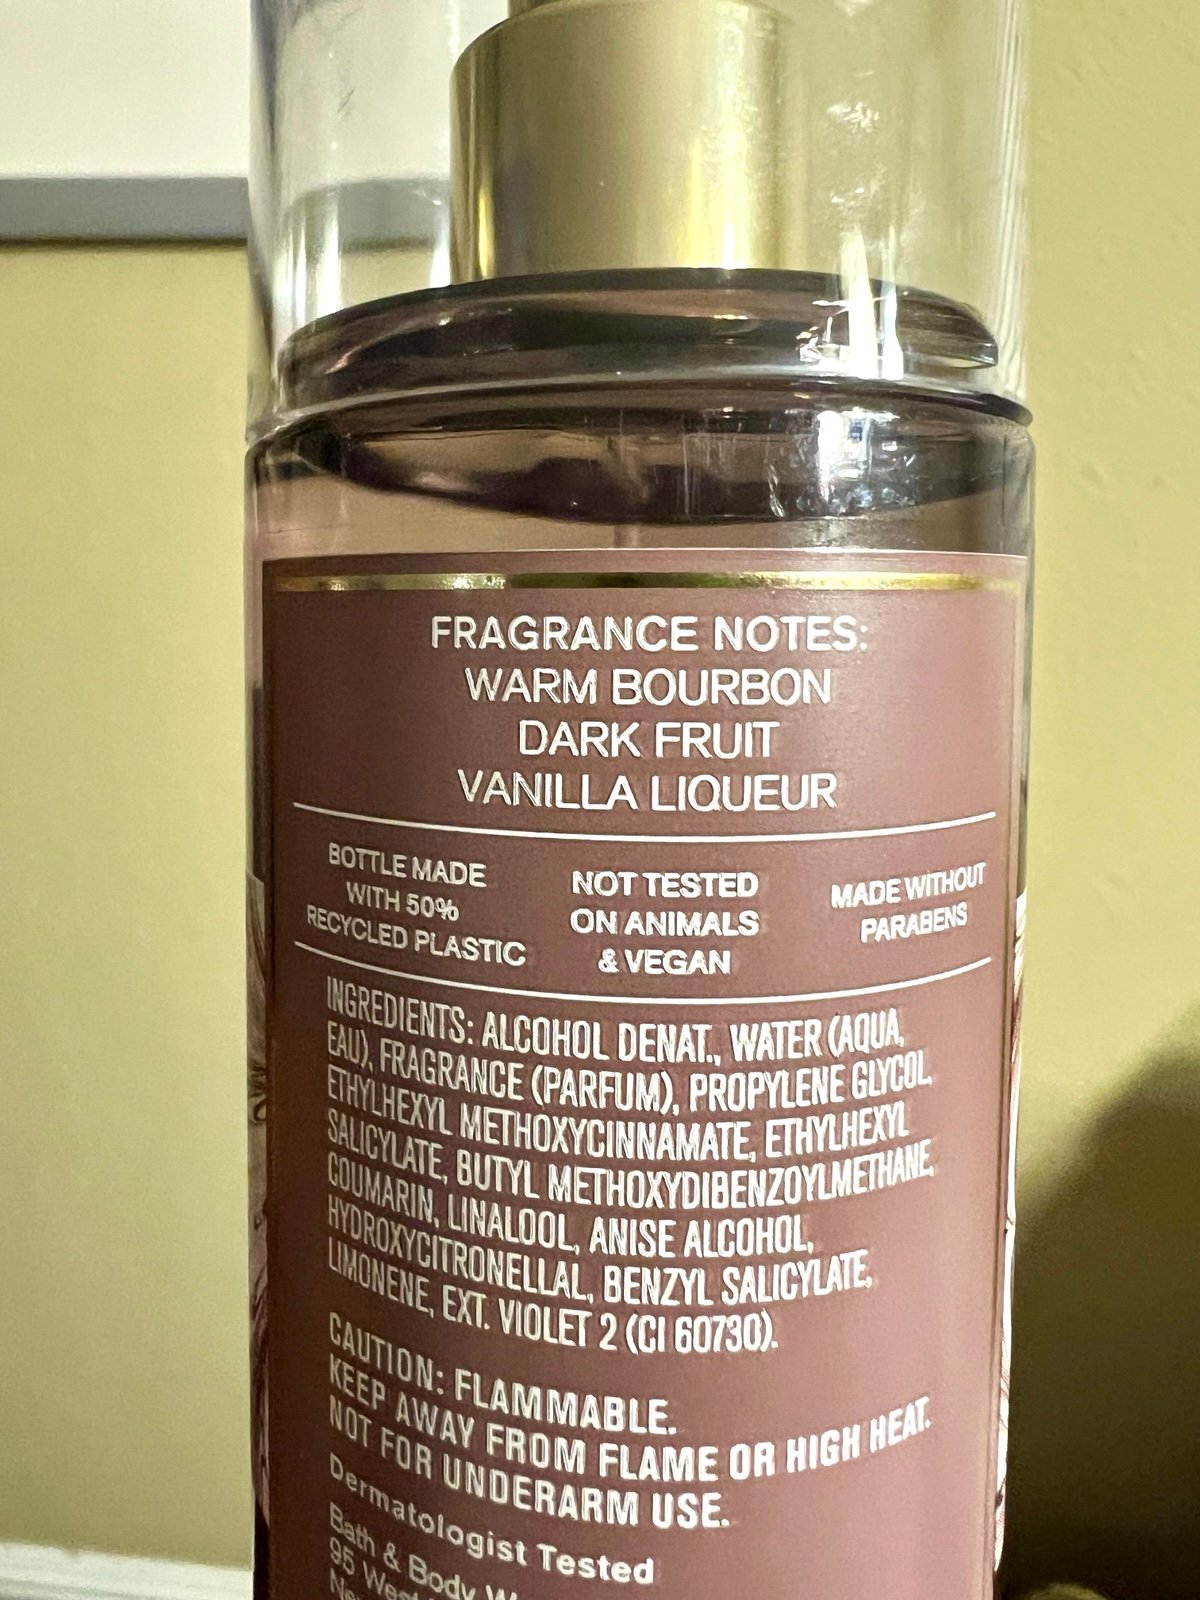 FRAGRANCE NOTES:
WARM BOURBON
DARK FRUIT
VANILLA LIQUEUR
BOTTLE MADE
WITH 50%
RECYCLED PLASTIC
NOT TESTED
ON ANIMALS
& VEGAN
MADE WITHOUT
PARABENS
INGREDIENTS: ALCOHOL DENAT., WATER (AQUA,
EAU), FRAGRANCE (PARFUM), PROPYLENE GLYCOL,
ETHYLHEXYL METHOXYCINNAMATE, ETHYLHEXYL
SALICYLATE, BUTYL METHOXYDIBENZOYLMETHANE,
COUMARIN, LINALOOL, ANISE ALCOHOL,
HYDROXYCITRONELLAL, BENZYL SALICYLATE,
LIMONENE, EXT. VIOLET 2 (CI 60730).
CAUTION: FLAMMABLE.
KEEP AWAY FROM FLAME OR HIGH HEAT.
NOT FOR UNDERARM USE.
Dermatologist Tested
Bath & Body
95 West